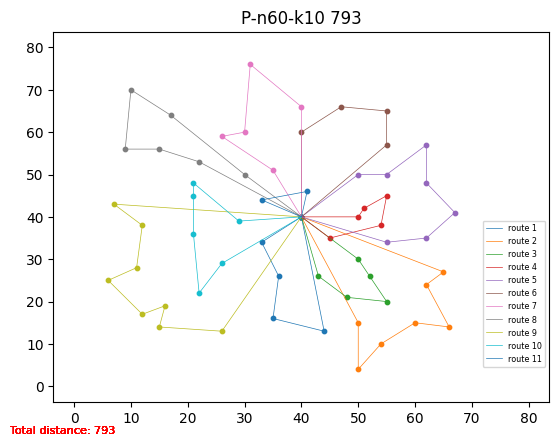 P-n60-k10 793
80
70
60
50
40
30
20
10
0
route 1
route 2
route 3
route 4
route 5
route 6
route 7
route 8
route 9
route 10
route 11
0 10 20 30 40 50 60 70 80
Total distance: 793